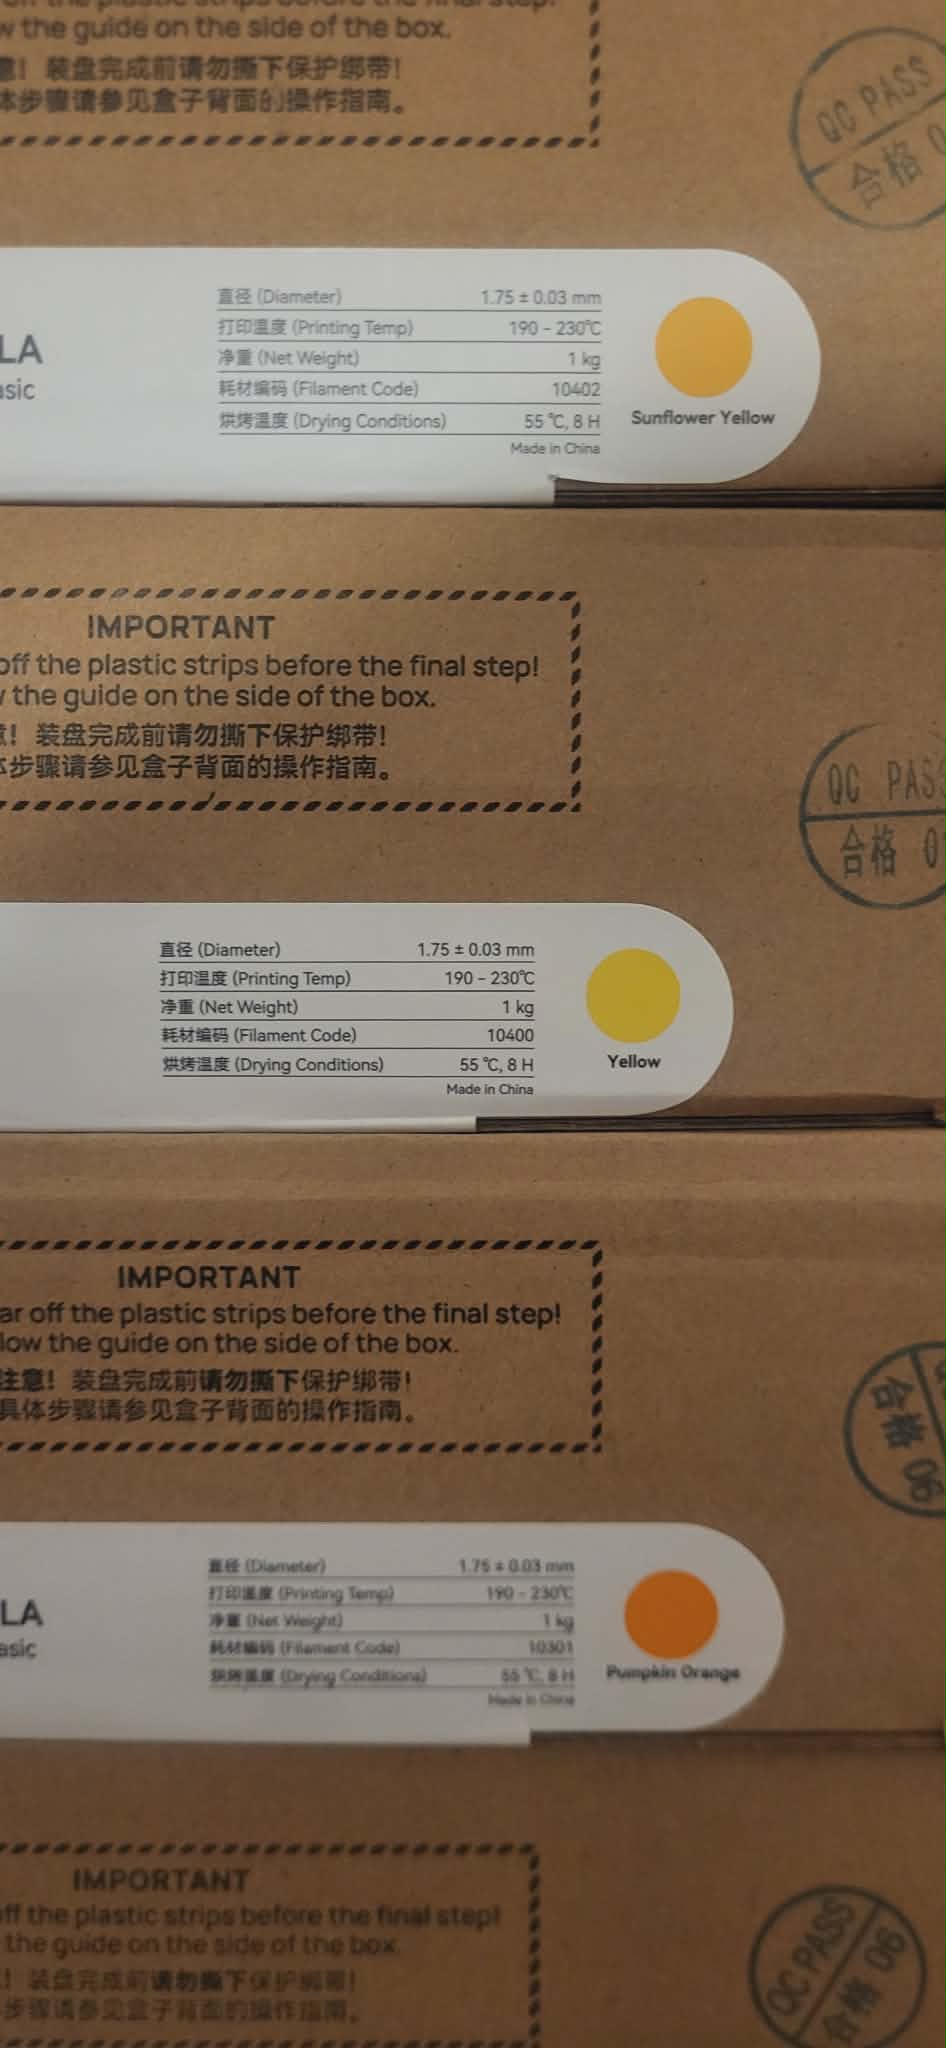 off the plastic strips before the final step!
w the guide on the side of the box.
意！装盘完成前请勿撕下保护绑带！
体步骤请参见盒子背面的操作指南。
QC PASS
合格 0
LA
asic
直径 (Diameter) 1.75 ± 0.03 mm
打印温度 (Printing Temp) 190 - 230℃
净重 (Net Weight) 1 kg
耗材编码 (Filament Code) 10402
烘烤温度 (Drying Conditions) 55 ℃, 8 H
Made in China
Sunflower Yellow
IMPORTANT
off the plastic strips before the final step!
w the guide on the side of the box.
意！装盘完成前请勿撕下保护绑带！
体步骤请参见盒子背面的操作指南。
QC PASS
合格 0
直径 (Diameter) 1.75 ± 0.03 mm
打印温度 (Printing Temp) 190 - 230℃
净重 (Net Weight) 1 kg
耗材编码 (Filament Code) 10400
烘烤温度 (Drying Conditions) 55 ℃, 8 H
Made in China
Yellow
IMPORTANT
ar off the plastic strips before the final step!
low the guide on the side of the box.
注意！装盘完成前请勿撕下保护绑带！
具体步骤请参见盒子背面的操作指南。
合格 06
LA
asic
直径 (Diameter) 1.75 ± 0.03 mm
打印温度 (Printing Temp) 190 - 230℃
净重 (Net Weight) 1 kg
耗材编码 (Filament Code) 10301
烘烤温度 (Drying Conditions) 55 ℃, 8 H
Made in China
Pumpkin Orange
IMPORTANT
off the plastic strips before the final step!
the guide on the side of the box.
！装盘完成前请勿撕下保护绑带！
步骤请参见盒子背面的操作指南。
QC PASS
合格 06